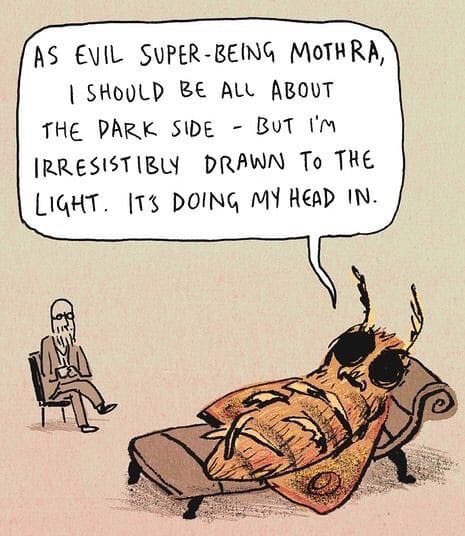 AS EVIL SUPER-BEING MOTHRA,
I SHOULD BE ALL ABOUT
THE DARK SIDE - BUT I'M
IRRESISTIBLY DRAWN TO THE
LIGHT. IT'S DOING MY HEAD IN.